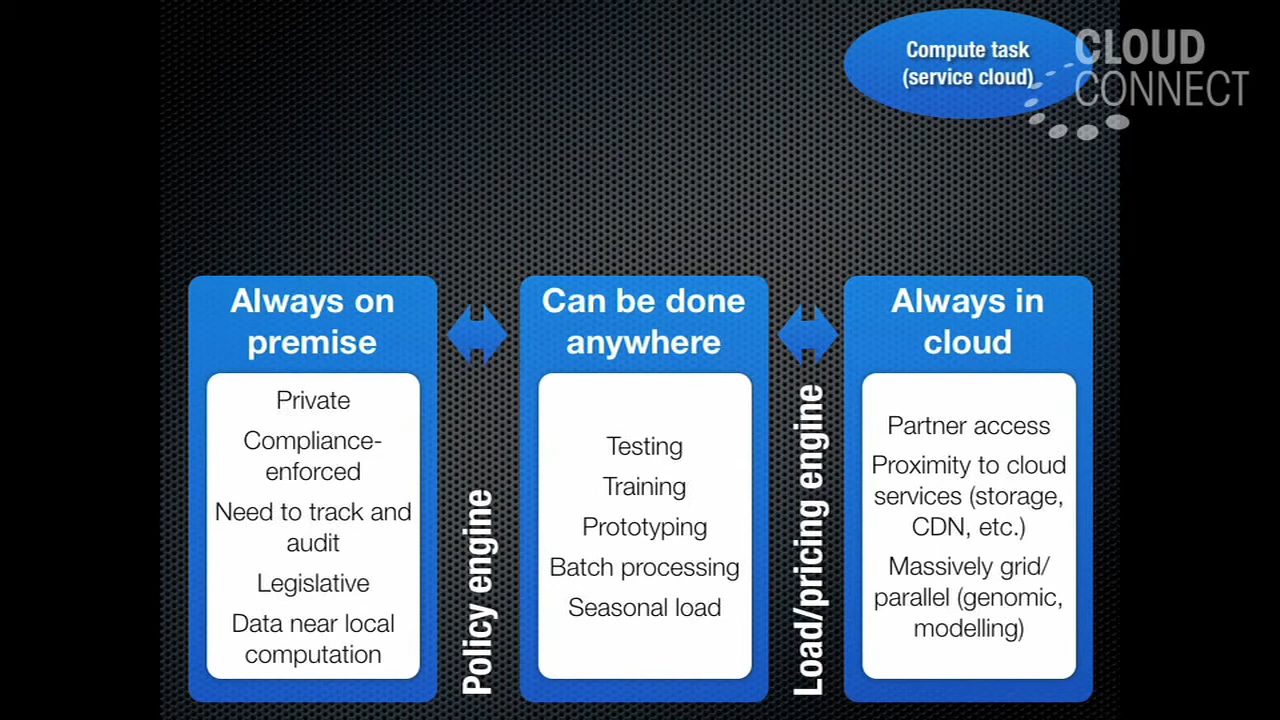 Compute task
(service cloud)
CLOUD
CONNECT
Always on
premise
Private
Compliance-
enforced
Need to track and
audit
Legislative
Data near local
computation
Policy engine
Can be done
anywhere
Testing
Training
Prototyping
Batch processing
Seasonal load
Load/pricing engine
Always in
cloud
Partner access
Proximity to cloud
services (storage,
CDN, etc.)
Massively grid/
parallel (genomic,
modelling)